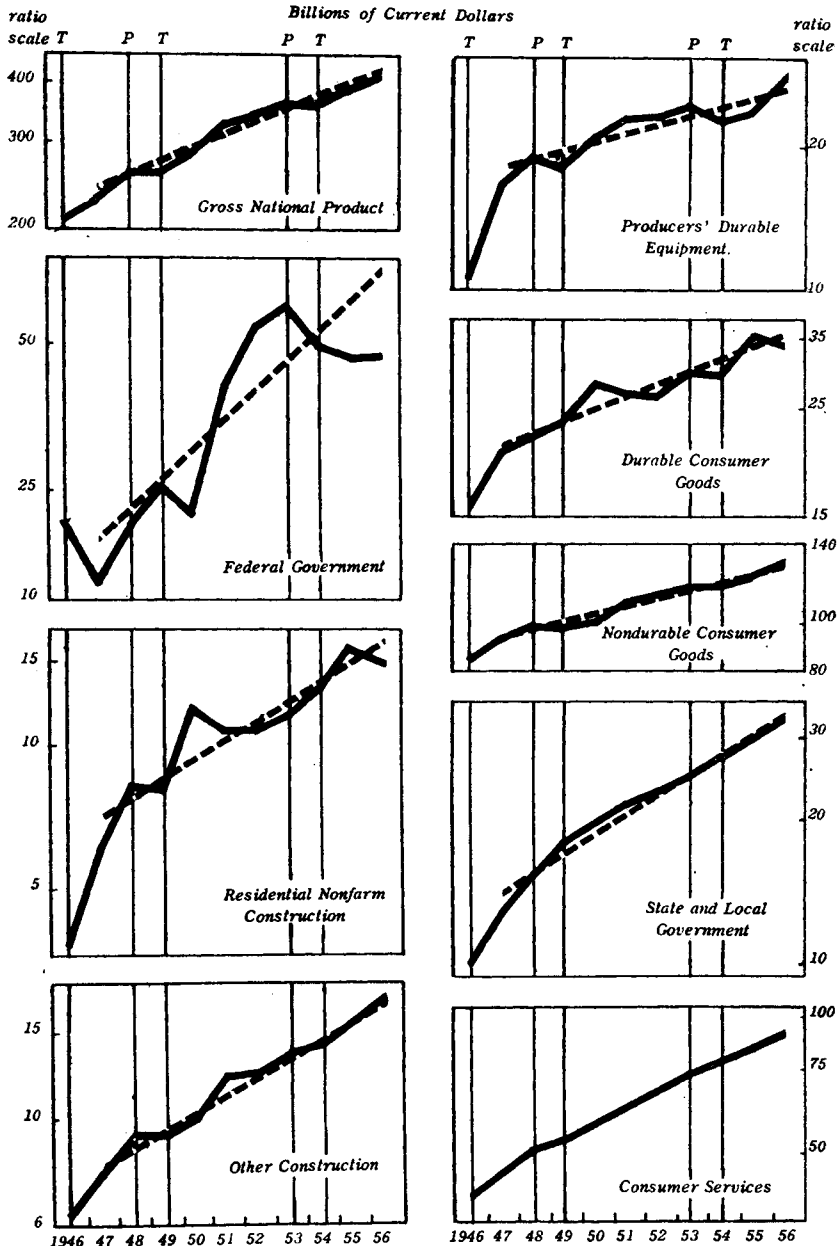 Billions of Current Dollars
ratio
scale T P T P T
400
300
200
Gross National Product
50
25
10
Federal Government
15
10
5
Residential Nonfarm
Construction
15
10
6
Other Construction
1946 47 48 49 50 51 52 53 54 55 56
ratio
T P T P T scale
20
10
Producers' Durable
Equipment.
35
25
15
Durable Consumer
Goods
140
100
80
Nondurable Consumer
Goods
30
20
10
State and Local
Government
100
75
50
Consumer Services
1946 47 48 49 50 51 52 53 54 55 56